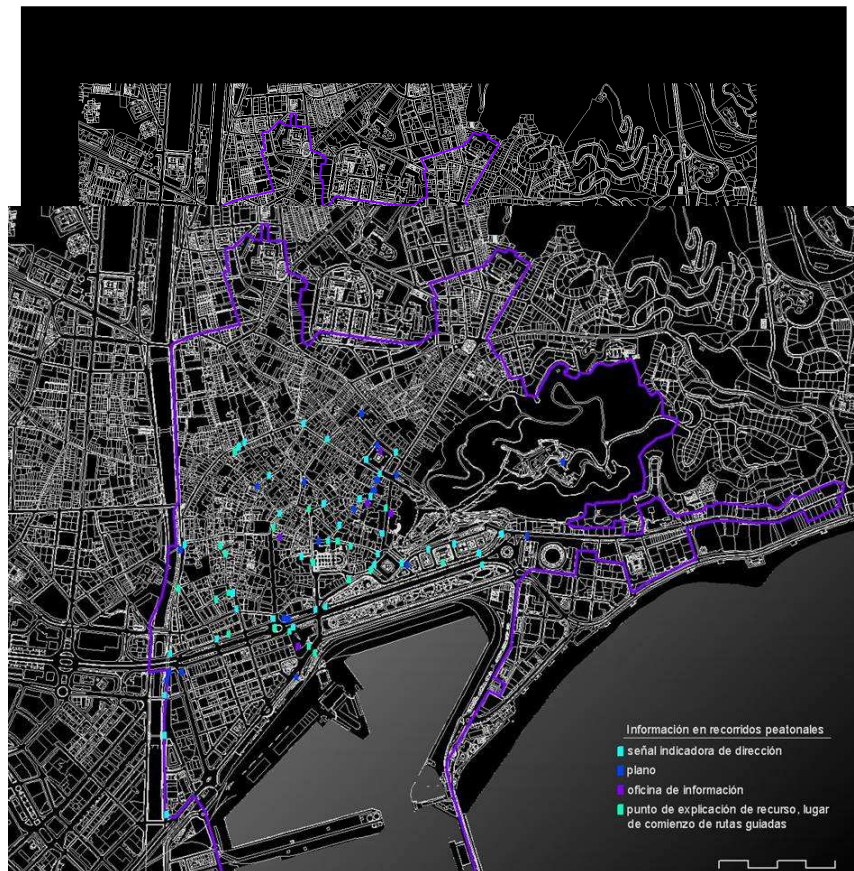 Información en recorridos peatonales
señal indicadora de dirección
plano
oficina de información
punto de explicación de recurso, lugar
de comienzo de rutas guiadas